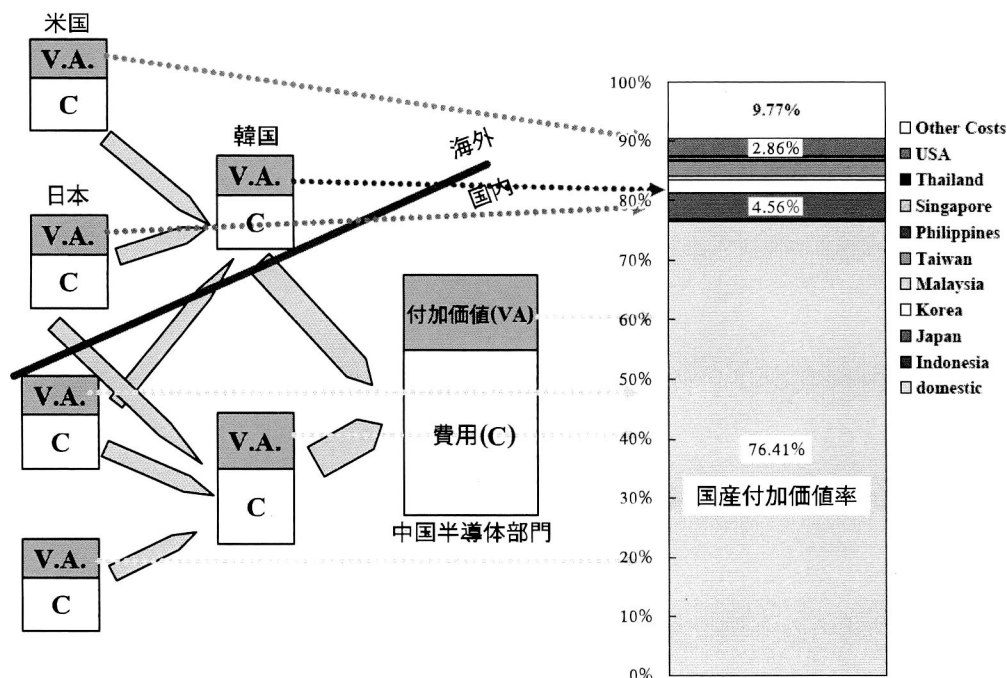 米国
V.A.
C
日本
V.A.
C
韓国
V.A.
C
海外
国内
V.A.
C
V.A.
C
V.A.
C
付加価値(VA)
費用(C)
中国半導体部門
100%
90%
80%
70%
60%
50%
40%
30%
20%
10%
0%
9.77%
2.86%
4.56%
76.41%
国産付加価値率
Other Costs
USA
Thailand
Singapore
Philippines
Taiwan
Malaysia
Korea
Japan
Indonesia
domestic